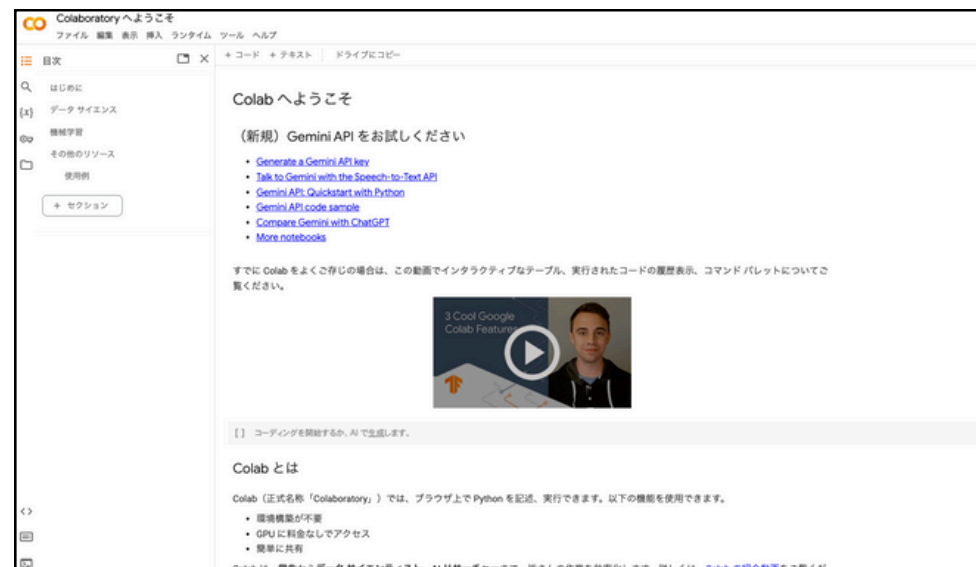 Colaboratory へようこそ
ファイル 編集 表示 挿入 ランタイム ツール ヘルプ
目次
はじめに
データ サイエンス
機械学習
その他のリソース
使用例
+ セクション
+ コード + テキスト ドライブにコピー
Colab へようこそ
（新規）Gemini API をお試しください
Generate a Gemini API key
Talk to Gemini with the Speech-to-Text API
Gemini API: Quickstart with Python
Gemini API code sample
Compare Gemini with ChatGPT
More notebooks
すでに Colab をよくご存じの場合は、この動画でインタラクティブなテーブル、実行されたコードの履歴表示、コマンド パレットについてご
覧ください。
3 Cool Google
Colab Features
[ ] コーディングを開始するか、AI で生成します。
Colab とは
Colab（正式名称「Colaboratory」）では、ブラウザ上で Python を記述、実行できます。以下の機能を使用できます。
環境構築が不要
GPU に料金なしでアクセス
簡単に共有